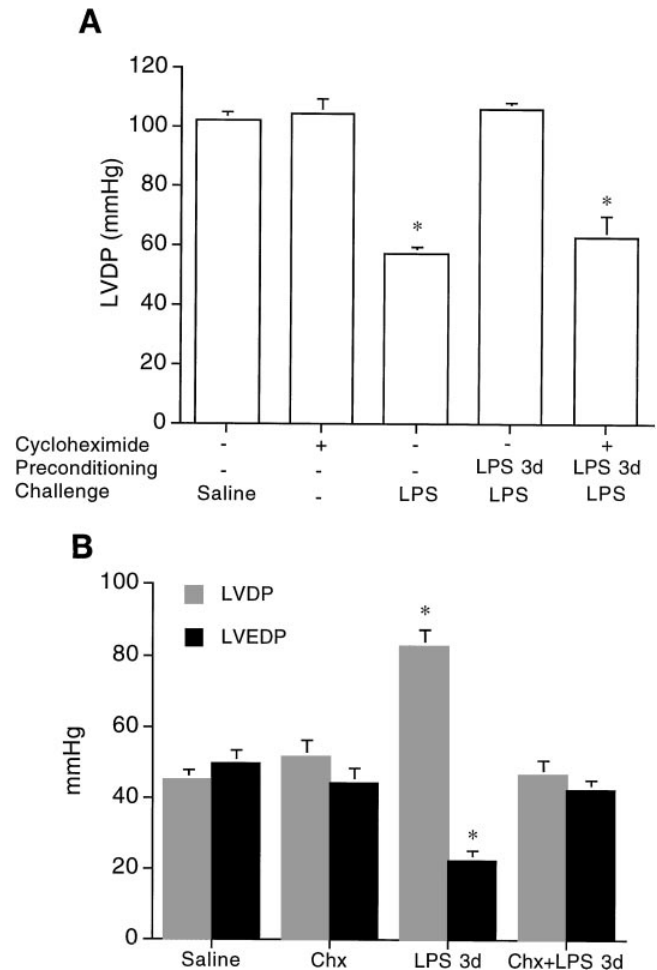 A
LVDP (mmHg)
120
100
80
60
40
20
0
*
*
Cycloheximide - + - - +
Preconditioning - - - LPS 3d LPS 3d
Challenge Saline - LPS LPS LPS
B
mmHg
100
80
60
40
20
0
LVDP
LVEDP
*
*
Saline Chx LPS 3d Chx+LPS 3d